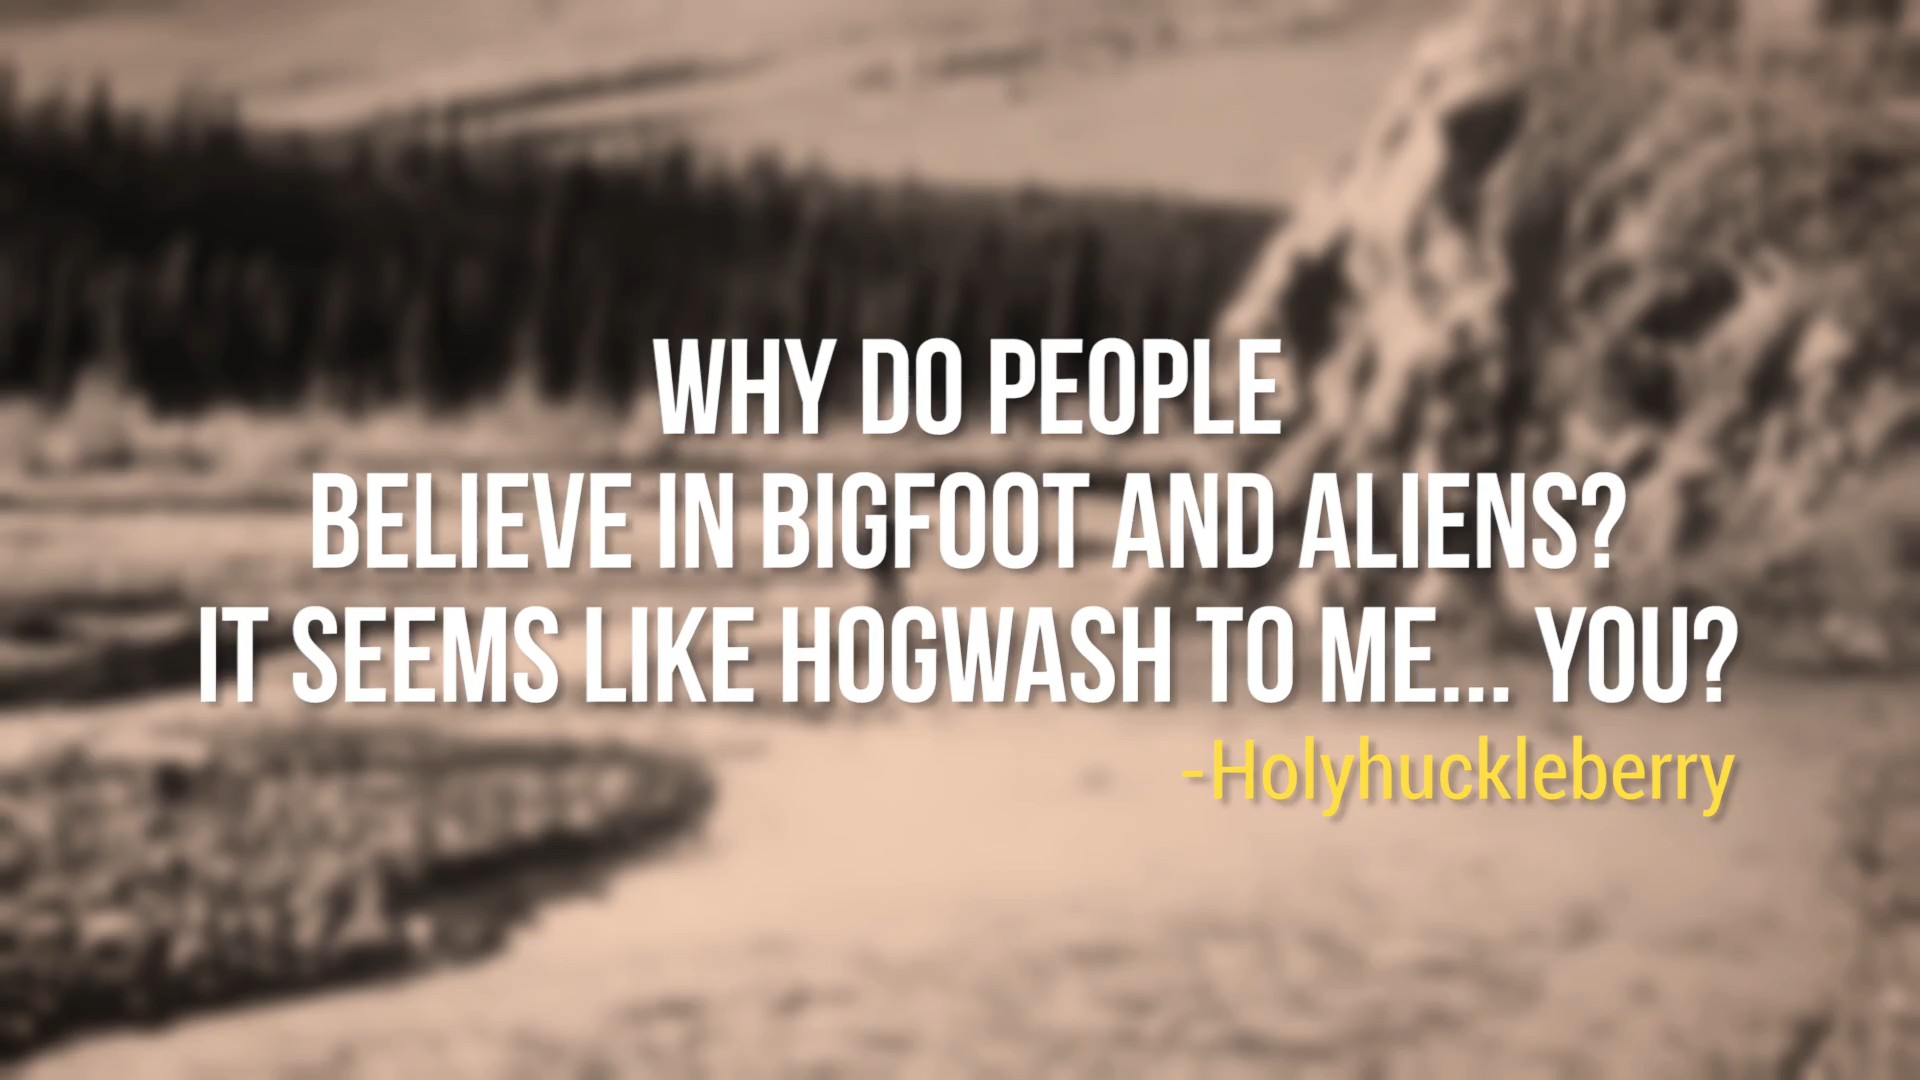 WHY DO PEOPLE
BELIEVE IN BIGFOOT AND ALIENS?
IT SEEMS LIKE HOGWASH TO ME... YOU?
-Holyhuckleberry